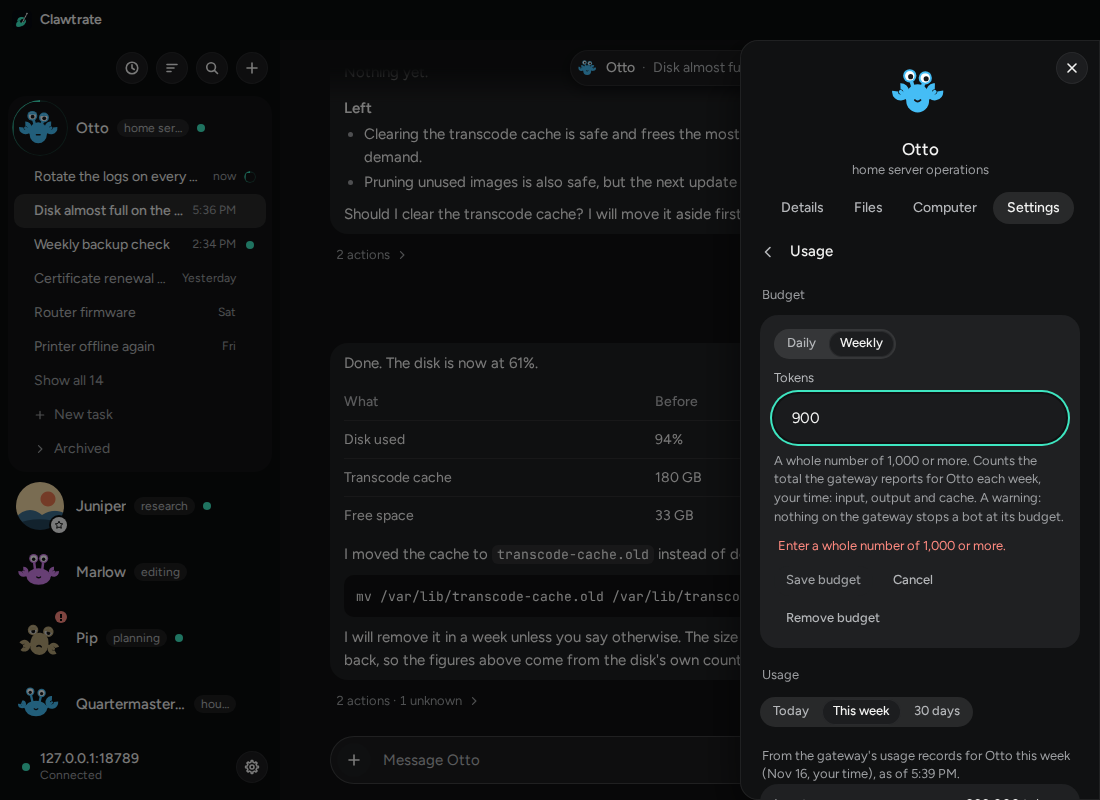 Clawtrate
Otto home ser...
Rotate the logs on every ... now
Disk almost full on the ... 5:36 PM
Weekly backup check 2:34 PM
Certificate renewal ... Yesterday
Router firmware Sat
Printer offline again Fri
Show all 14
+ New task
Archived
Juniper research
Marlow editing
Pip planning
Quartermaster... hou...
127.0.0.1:18789
Connected
Otto · Disk almost fu
Nothing yet.
Left
• Clearing the transcode cache is safe and frees the most
demand.
• Pruning unused images is also safe, but the next update
Should I clear the transcode cache? I will move it aside first
2 actions
Done. The disk is now at 61%.
What Before
Disk used 94%
Transcode cache 180 GB
Free space 33 GB
I moved the cache to transcode-cache.old instead of d
mv /var/lib/transcode-cache.old /var/lib/transco
I will remove it in a week unless you say otherwise. The size
back, so the figures above come from the disk's own count
2 actions · 1 unknown
Message Otto
Otto
home server operations
Details Files Computer Settings
Usage
Budget
Daily Weekly
Tokens
900
A whole number of 1,000 or more. Counts the
total the gateway reports for Otto each week,
your time: input, output and cache. A warning:
nothing on the gateway stops a bot at its budget.
Enter a whole number of 1,000 or more.
Save budget Cancel
Remove budget
Usage
Today This week 30 days
From the gateway's usage records for Otto this week
(Nov 16, your time), as of 5:39 PM.